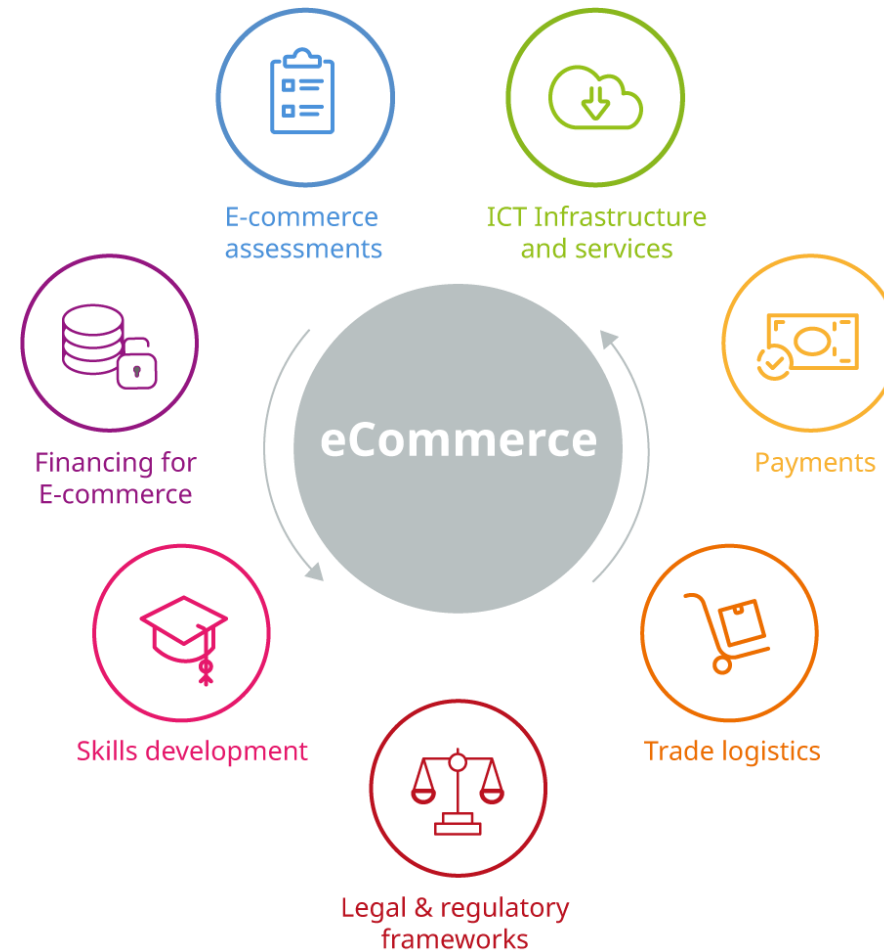 E-commerce
assessments
ICT Infrastructure
and services
Financing for
E-commerce
eCommerce
Payments
Skills development
Trade logistics
Legal & regulatory
frameworks